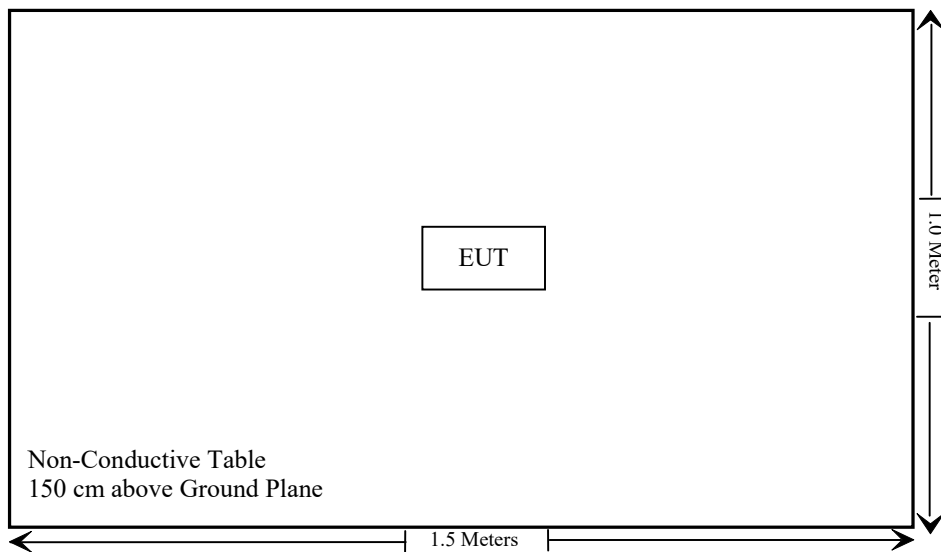 EUT
1.0 Meter
Non-Conductive Table
150 cm above Ground Plane
1.5 Meters